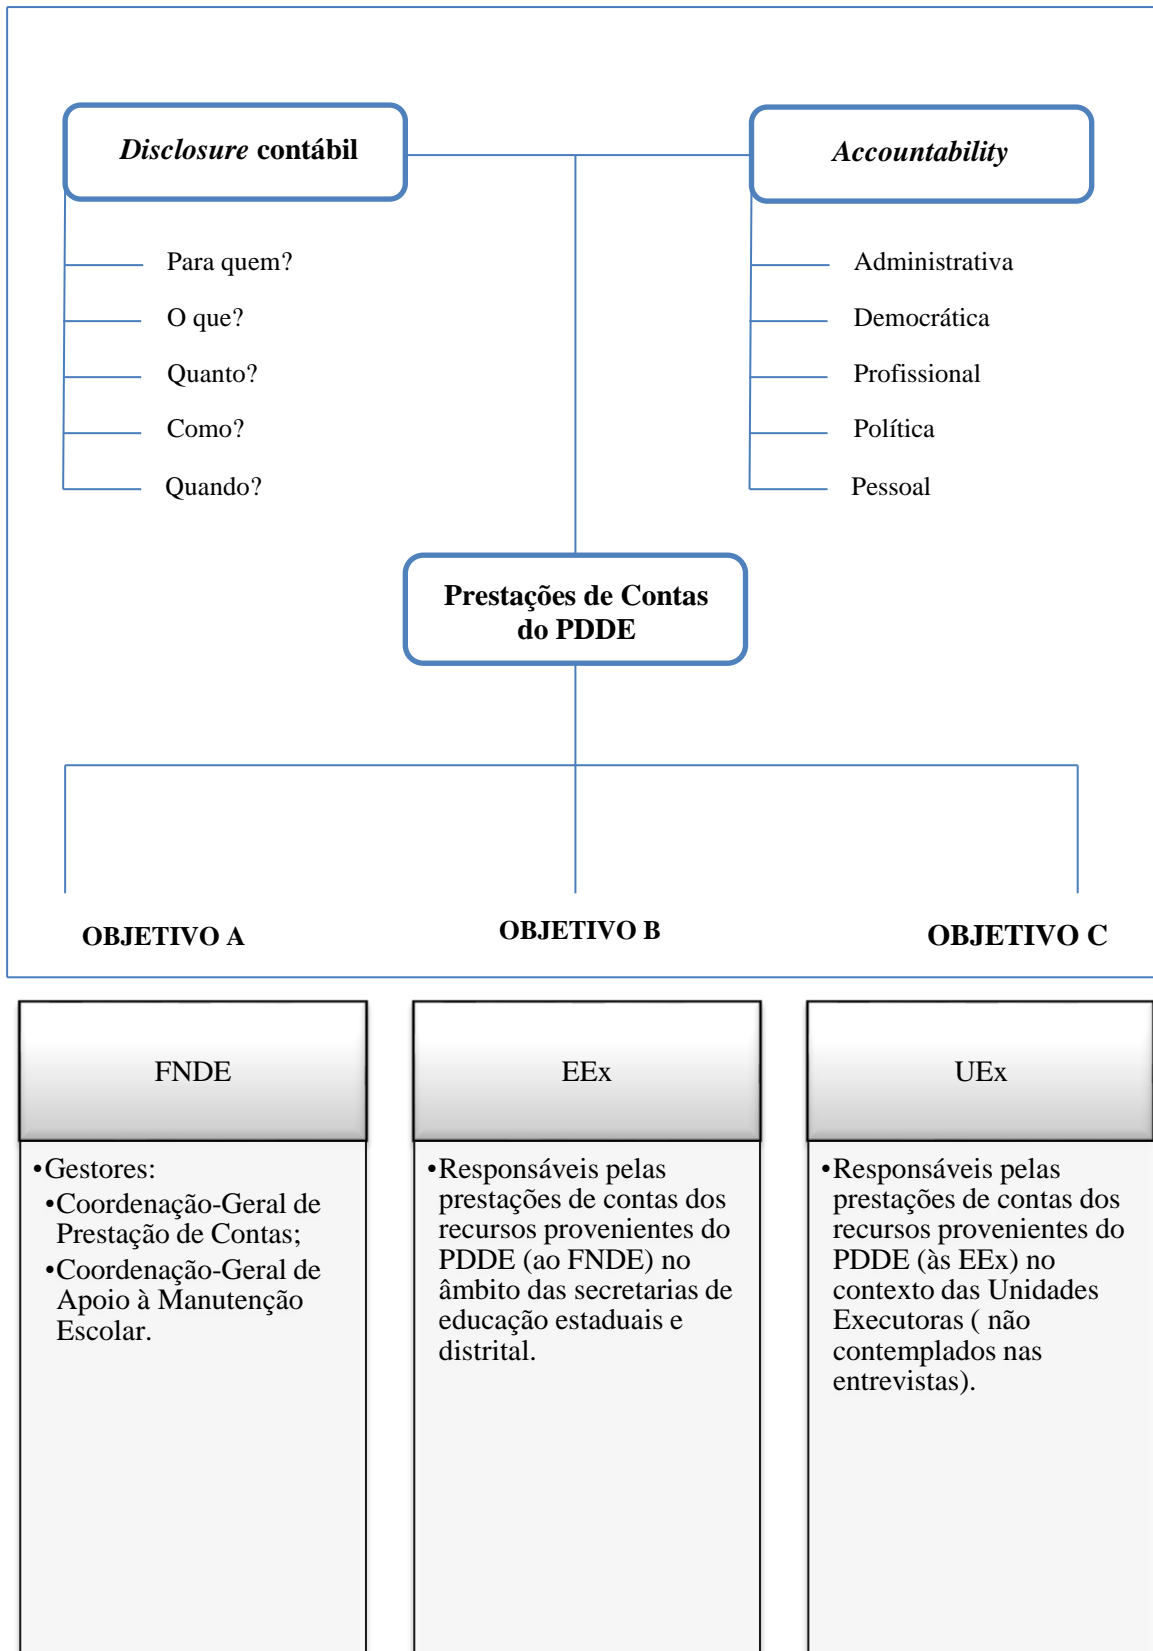 Disclosure contábil
Accountability
Para quem?
O que?
Quanto?
Como?
Quando?
Administrativa
Democrática
Profissional
Política
Pessoal
Prestações de Contas
do PDDE
OBJETIVO A
OBJETIVO B
OBJETIVO C
FNDE
•Gestores:
•Coordenação-Geral de
Prestação de Contas;
•Coordenação-Geral de
Apoio à Manutenção
Escolar.
EEx
•Responsáveis pelas
prestações de contas dos
recursos provenientes do
PDDE (ao FNDE) no
âmbito das secretarias de
educação estaduais e
distrital.
UEx
•Responsáveis pelas
prestações de contas dos
recursos provenientes do
PDDE (às EEx) no
contexto das Unidades
Executoras ( não
contemplados nas
entrevistas).